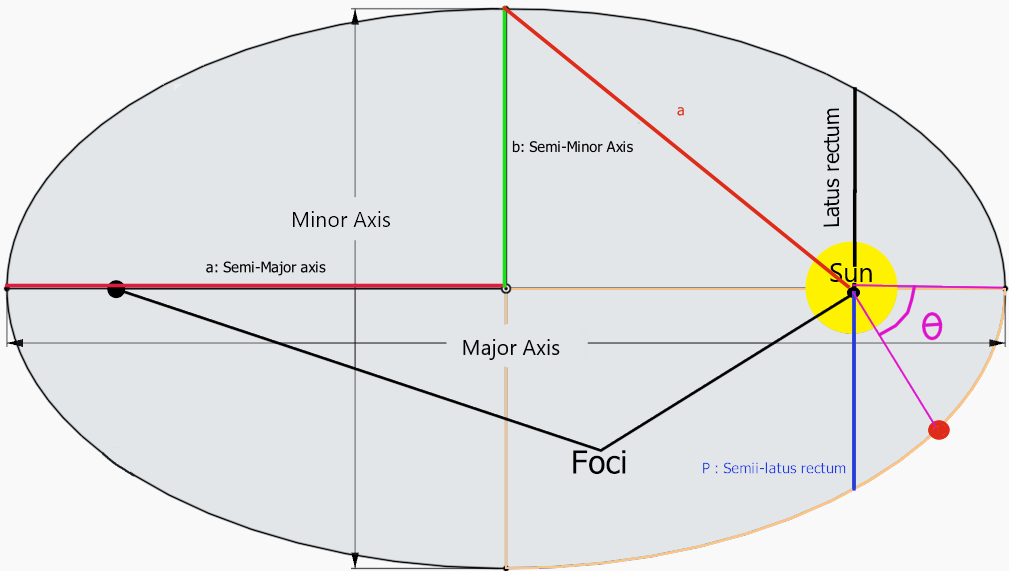 a
b: Semi-Minor Axis
Latus rectum
Minor Axis
a: Semi-Major axis
Sun
θ
Major Axis
Foci
P : Semii-latus rectum